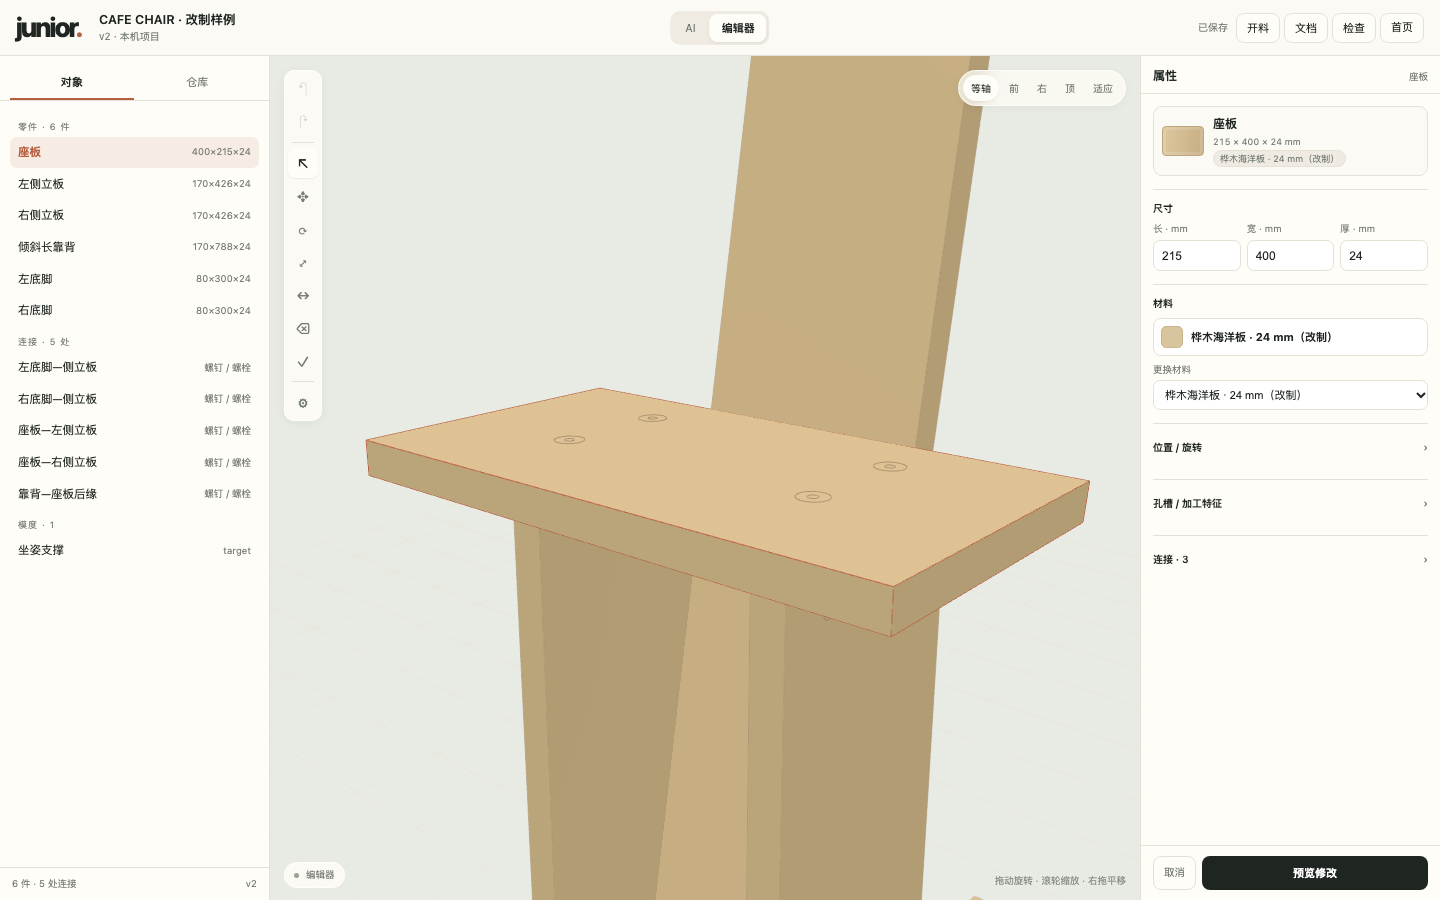 junior.
CAFE CHAIR · 改制样例
v2 · 本机项目
AI
编辑器
已保存
开料
文档
检查
首页
对象
仓库
零件 · 6 件
座板 400×215×24
左侧立板 170×426×24
右侧立板 170×426×24
倾斜长靠背 170×788×24
左底脚 80×300×24
右底脚 80×300×24
连接 · 5 处
左底脚—侧立板 螺钉 / 螺栓
右底脚—侧立板 螺钉 / 螺栓
座板—左侧立板 螺钉 / 螺栓
座板—右侧立板 螺钉 / 螺栓
靠背—座板后缘 螺钉 / 螺栓
模度 · 1
坐姿支撑 target
6 件 · 5 处连接 v2
等轴 前 右 顶 适应
编辑器
拖动旋转 · 滚轮缩放 · 右拖平移
属性 座板
座板
215 × 400 × 24 mm
桦木海洋板 · 24 mm（改制）
尺寸
长 · mm 宽 · mm 厚 · mm
215 400 24
材料
桦木海洋板 · 24 mm（改制）
更换材料
桦木海洋板 · 24 mm（改制）
位置 / 旋转 ›
孔槽 / 加工特征 ›
连接 · 3 ›
取消 预览修改